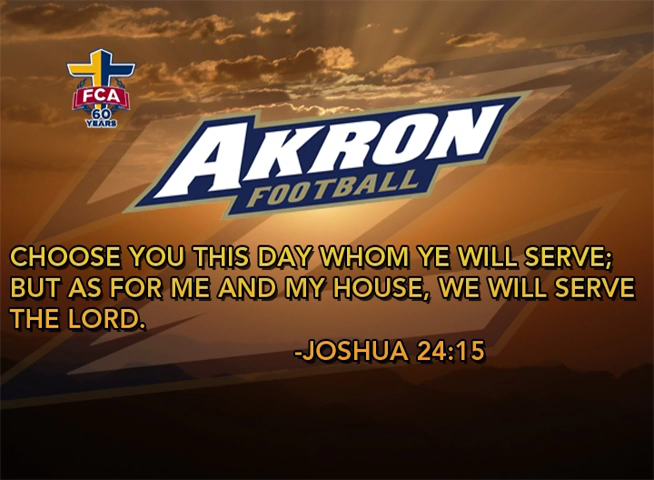 FCA
60
YEARS
AKRON
FOOTBALL
CHOOSE YOU THIS DAY WHOM YE WILL SERVE;
BUT AS FOR ME AND MY HOUSE, WE WILL SERVE
THE LORD.
-JOSHUA 24:15